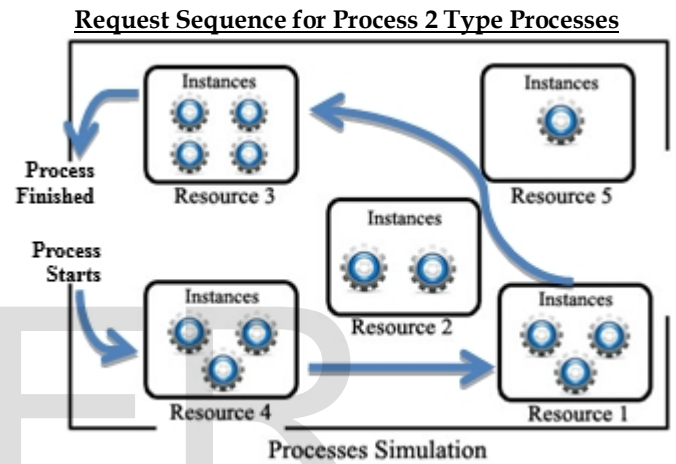 Request Sequence for Process 2 Type Processes
Instances
Resource 3
Instances
Resource 5
Process
Finished
Instances
Resource 2
Process
Starts
Instances
Resource 4
Instances
Resource 1
Processes Simulation